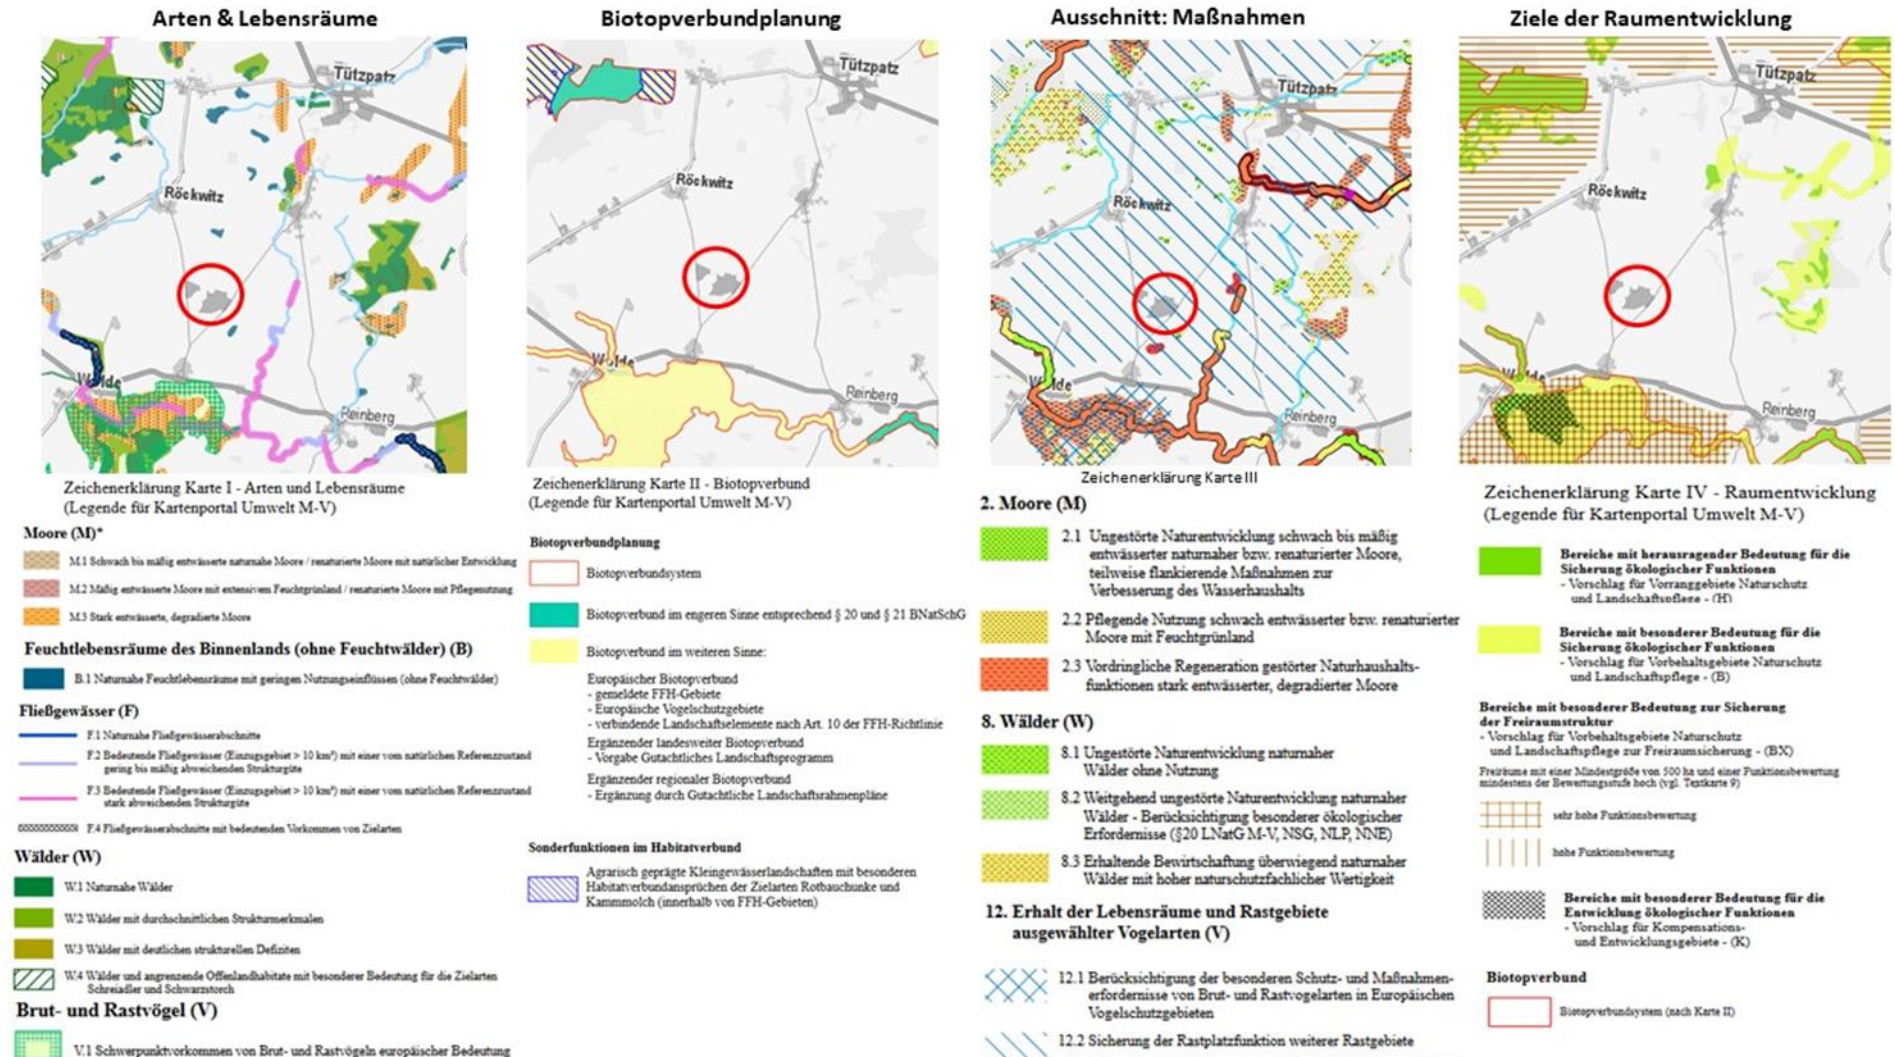 Arten & Lebensräume
Tützpatz
Röckwitz
Wolde
Reinberg
Zeichenerklärung Karte I - Arten und Lebensräume
(Legende für Kartenportal Umwelt M-V)
Moore (M)*
M.1 Schwach bis mäßig entwässerte naturnahe Moore / renaturierte Moore mit natürlicher Entwicklung
M.2 Mäßig entwässerte Moore mit extensivem Feuchtgrünland / renaturierte Moore mit Pflegenutzung
M.3 Stark entwässerte, degradierte Moore
Feuchtlebensräume des Binnenlands (ohne Feuchtwälder) (B)
B.1 Naturnahe Feuchtlebensräume mit geringen Nutzungseinflüssen (ohne Feuchtwälder)
Fließgewässer (F)
F.1 Naturnahe Fließgewässerabschnitte
F.2 Bedeutende Fließgewässer (Einzugsgebiet > 10 km²) mit einer vom natürlichen Referenzzustand
gering bis mäßig abweichenden Strukturgüte
F.3 Bedeutende Fließgewässer (Einzugsgebiet > 10 km²) mit einer vom natürlichen Referenzzustand
stark abweichenden Strukturgüte
F.4 Fließgewässerabschnitte mit bedeutenden Vorkommen von Zielarten
Wälder (W)
W.1 Naturnahe Wälder
W.2 Wälder mit durchschnittlichen Strukturmerkmalen
W.3 Wälder mit deutlichen strukturellen Defiziten
W.4 Wälder und angrenzende Offenlandhabitate mit besonderer Bedeutung für die Zielarten
Schreiadler und Schwarzstorch
Brut- und Rastvögel (V)
V.1 Schwerpunktvorkommen von Brut- und Rastvögeln europäischer Bedeutung
Biotopverbundplanung
Tützpatz
Röckwitz
Wolde
Reinberg
Zeichenerklärung Karte II - Biotopverbund
(Legende für Kartenportal Umwelt M-V)
Biotopverbundplanung
Biotopverbundsystem
Biotopverbund im engeren Sinne entsprechend § 20 und § 21 BNatSchG
Biotopverbund im weiteren Sinne:
Europäischer Biotopverbund
- gemeldete FFH-Gebiete
- Europäische Vogelschutzgebiete
- verbindende Landschaftselemente nach Art. 10 der FFH-Richtlinie
Ergänzender landesweiter Biotopverbund
- Vorgabe Gutachtliches Landschaftsprogramm
Ergänzender regionaler Biotopverbund
- Ergänzung durch Gutachtliche Landschaftsrahmenpläne
Sonderfunktionen im Habitatverbund
Agrarisch geprägte Kleingewässerlandschaften mit besonderen
Habitatverbundansprüchen der Zielarten Rotbauchunke und
Kammmolch (innerhalb von FFH-Gebieten)
Ausschnitt: Maßnahmen
Tützpatz
Röckwitz
Wolde
Reinberg
Zeichenerklärung Karte III
2. Moore (M)
2.1 Ungestörte Naturentwicklung schwach bis mäßig
entwässerter naturnaher bzw. renaturierter Moore,
teilweise flankierende Maßnahmen zur
Verbesserung des Wasserhaushalts
2.2 Pflegende Nutzung schwach entwässerter bzw. renaturierter
Moore mit Feuchtgrünland
2.3 Vordringliche Regeneration gestörter Naturhaushalts-
funktionen stark entwässerter, degradierter Moore
8. Wälder (W)
8.1 Ungestörte Naturentwicklung naturnaher
Wälder ohne Nutzung
8.2 Weitgehend ungestörte Naturentwicklung naturnaher
Wälder - Berücksichtigung besonderer ökologischer
Erfordernisse (§20 LNatG M-V, NSG, NLP, NNE)
8.3 Erhaltende Bewirtschaftung überwiegend naturnaher
Wälder mit hoher naturschutzfachlicher Wertigkeit
12. Erhalt der Lebensräume und Rastgebiete
ausgewählter Vogelarten (V)
12.1 Berücksichtigung der besonderen Schutz- und Maßnahmen-
erfordernisse von Brut- und Rastvogelarten in Europäischen
Vogelschutzgebieten
12.2 Sicherung der Rastplatzfunktion weiterer Rastgebiete
Ziele der Raumentwicklung
Tützpatz
Röckwitz
Wolde
Reinberg
Zeichenerklärung Karte IV - Raumentwicklung
(Legende für Kartenportal Umwelt M-V)
Bereiche mit herausragender Bedeutung für die
Sicherung ökologischer Funktionen
- Vorschlag für Vorranggebiete Naturschutz
und Landschaftspflege - (H)
Bereiche mit besonderer Bedeutung für die
Sicherung ökologischer Funktionen
- Vorschlag für Vorbehaltsgebiete Naturschutz
und Landschaftspflege - (B)
Bereiche mit besonderer Bedeutung zur Sicherung
der Freiraumstruktur
- Vorschlag für Vorbehaltsgebiete Naturschutz
und Landschaftspflege zur Freiraumsicherung - (BX)
Freiräume mit einer Mindestgröße von 500 ha und einer Funktionsbewertung
mindestens der Bewertungsstufe hoch (vgl. Textkarte 9)
sehr hohe Funktionsbewertung
hohe Funktionsbewertung
Bereiche mit besonderer Bedeutung für die
Entwicklung ökologischer Funktionen
- Vorschlag für Kompensations-
und Entwicklungsgebiete - (K)
Biotopverbund
Biotopverbundsystem (nach Karte II)